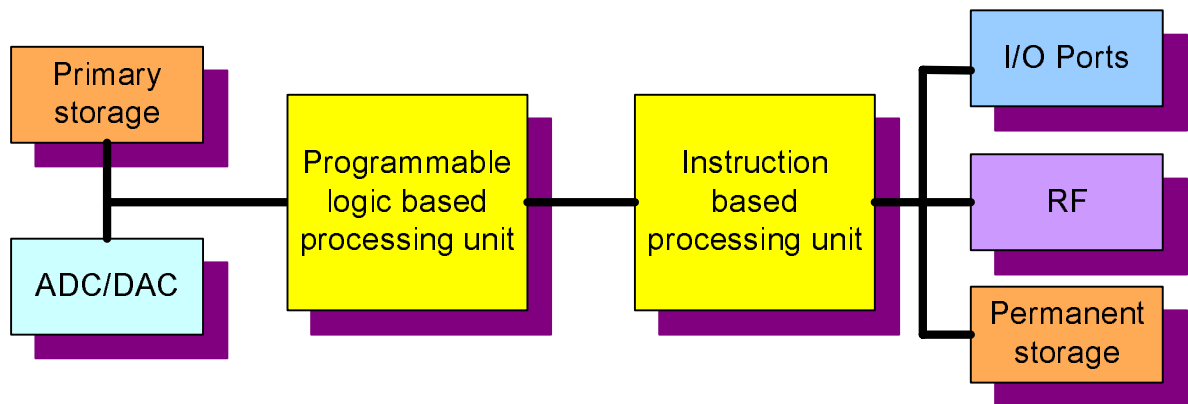 Primary
storage
ADC/DAC
Programmable
logic based
processing unit
Instruction
based
processing unit
I/O Ports
RF
Permanent
storage